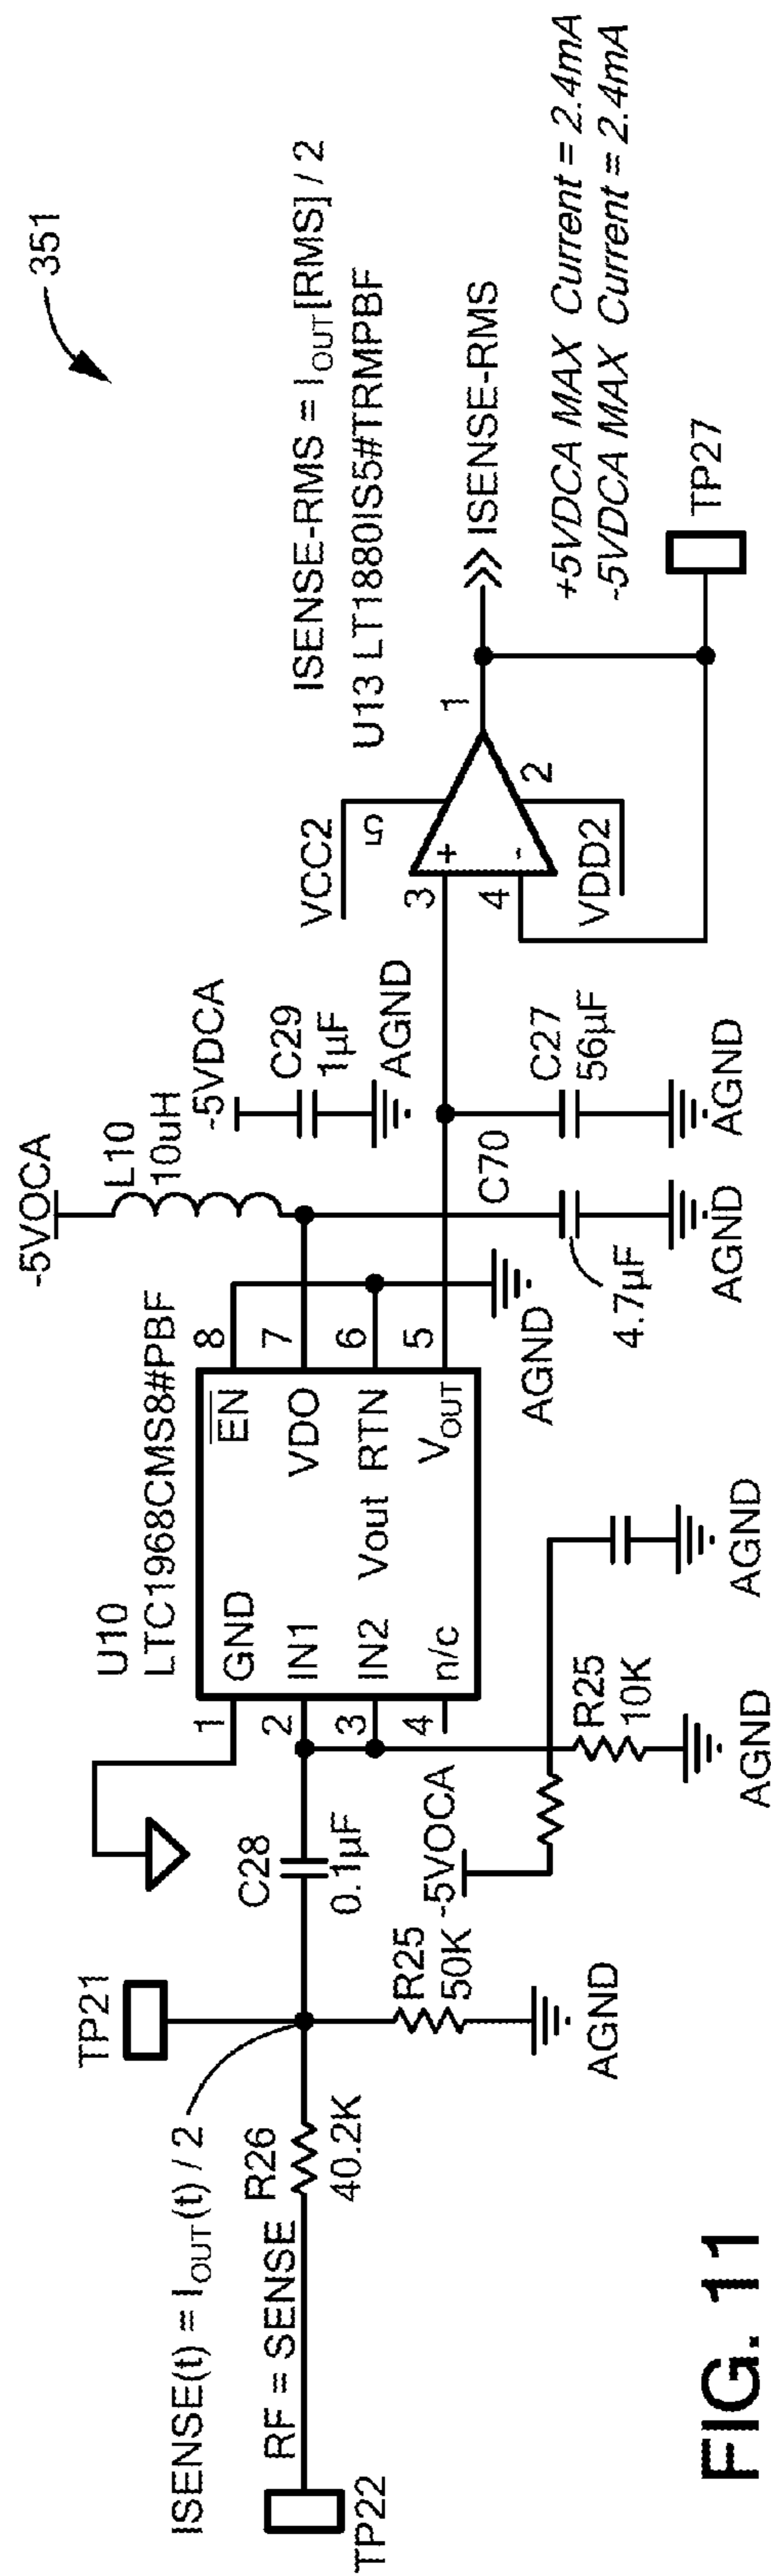 351
ISENSE-RMS = I_OUT[RMS] / 2
U13 LT1880IS5#TRMPBF
ISENSE-RMS
+5VDCA MAX Current = 2.4mA
-5VDCA MAX Current = 2.4mA
TP27
VCC2
5
3
+
1
4
-
2
VDD2
-5VOCA
L10
10uH
-5VDCA
C29
1µF
AGND
C70
4.7µF
AGND
C27
56µF
AGND
AGND
U10
LTC1968CMS8#PBF
1
GND
EN
8
2
IN1
VDO
7
3
IN2
Vout RTN
6
4
n/c
V_OUT
5
C28
0.1µF
-5VOCA
R25
10K
AGND
AGND
TP21
ISENSE(t) = I_OUT(t) / 2
R26
40.2K
RF = SENSE
TP22
R25
50K
AGND
FIG. 11